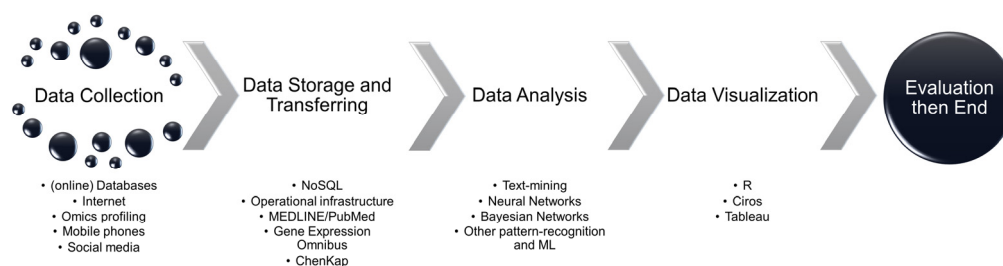 Data Collection
• (online) Databases
• Internet
• Omics profiling
• Mobile phones
• Social media
Data Storage and
Transferring
• NoSQL
• Operational infrastructure
• MEDLINE/PubMed
• Gene Expression
Omnibus
• ChenKap
Data Analysis
• Text-mining
• Neural Networks
• Bayesian Networks
• Other pattern-recognition
and ML
Data Visualization
• R
• Ciros
• Tableau
Evaluation
then End